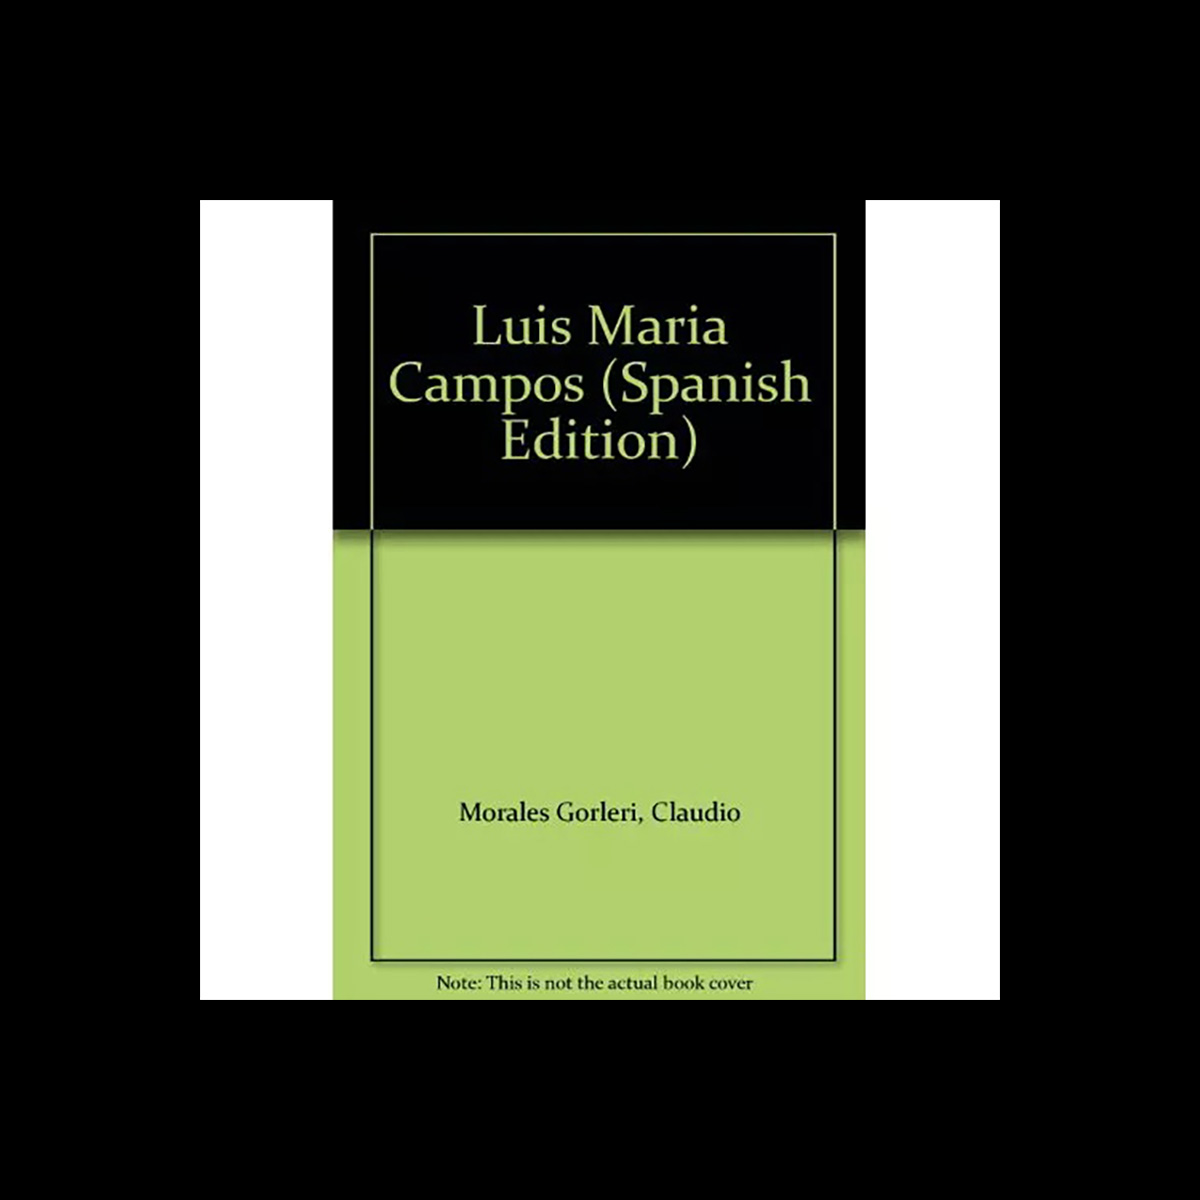 Luis Maria
Campos (Spanish
Edition)
Morales Gorleri, Claudio
Note: This is not the actual book cover